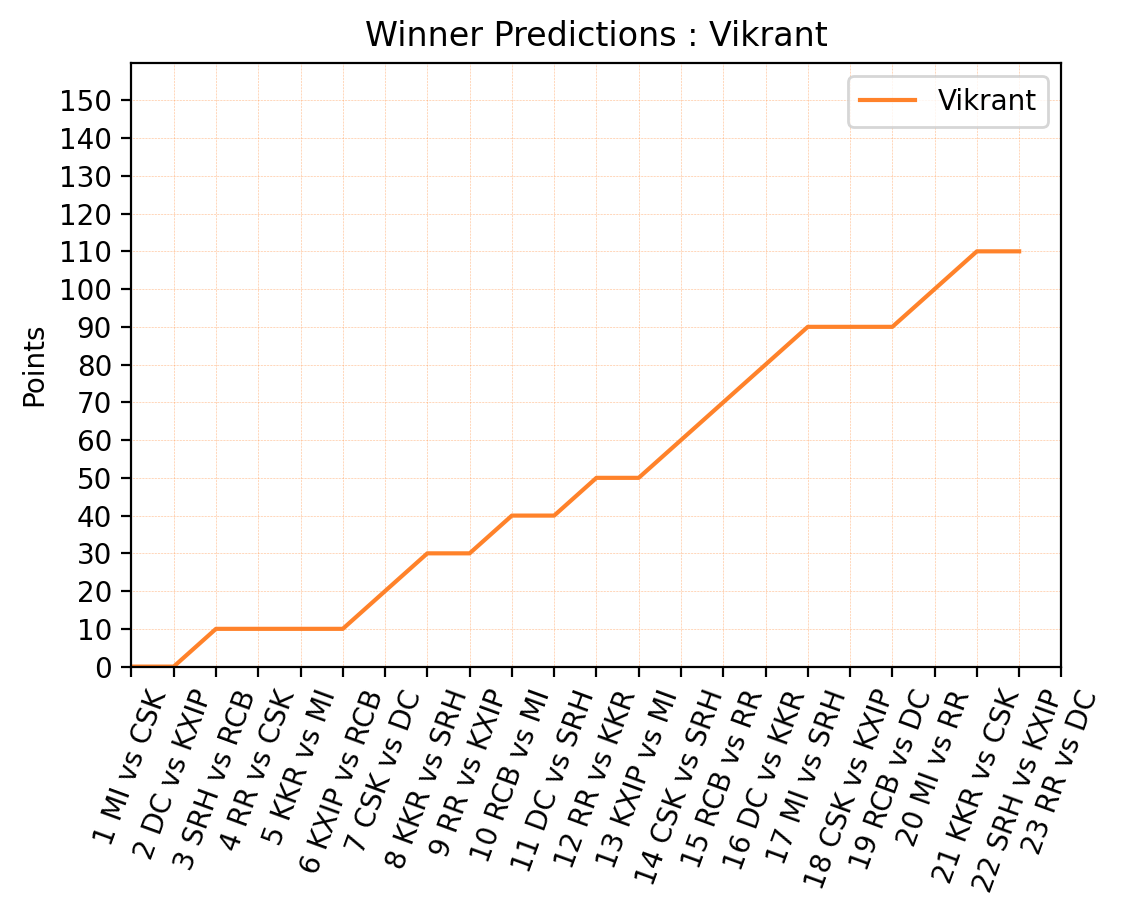 Winner Predictions : Vikrant
Vikrant
150
140
130
120
110
100
90
80
70
60
50
40
30
20
10
0
Points
1 MI vs CSK
2 DC vs KXIP
3 SRH vs RCB
4 RR vs CSK
5 KKR vs MI
6 KXIP vs RCB
7 CSK vs DC
8 KKR vs SRH
9 RR vs KXIP
10 RCB vs MI
11 DC vs SRH
12 RR vs KKR
13 KXIP vs MI
14 CSK vs SRH
15 RCB vs RR
16 DC vs KKR
17 MI vs SRH
18 CSK vs KXIP
19 RCB vs DC
20 MI vs RR
21 KKR vs CSK
22 SRH vs KXIP
23 RR vs DC